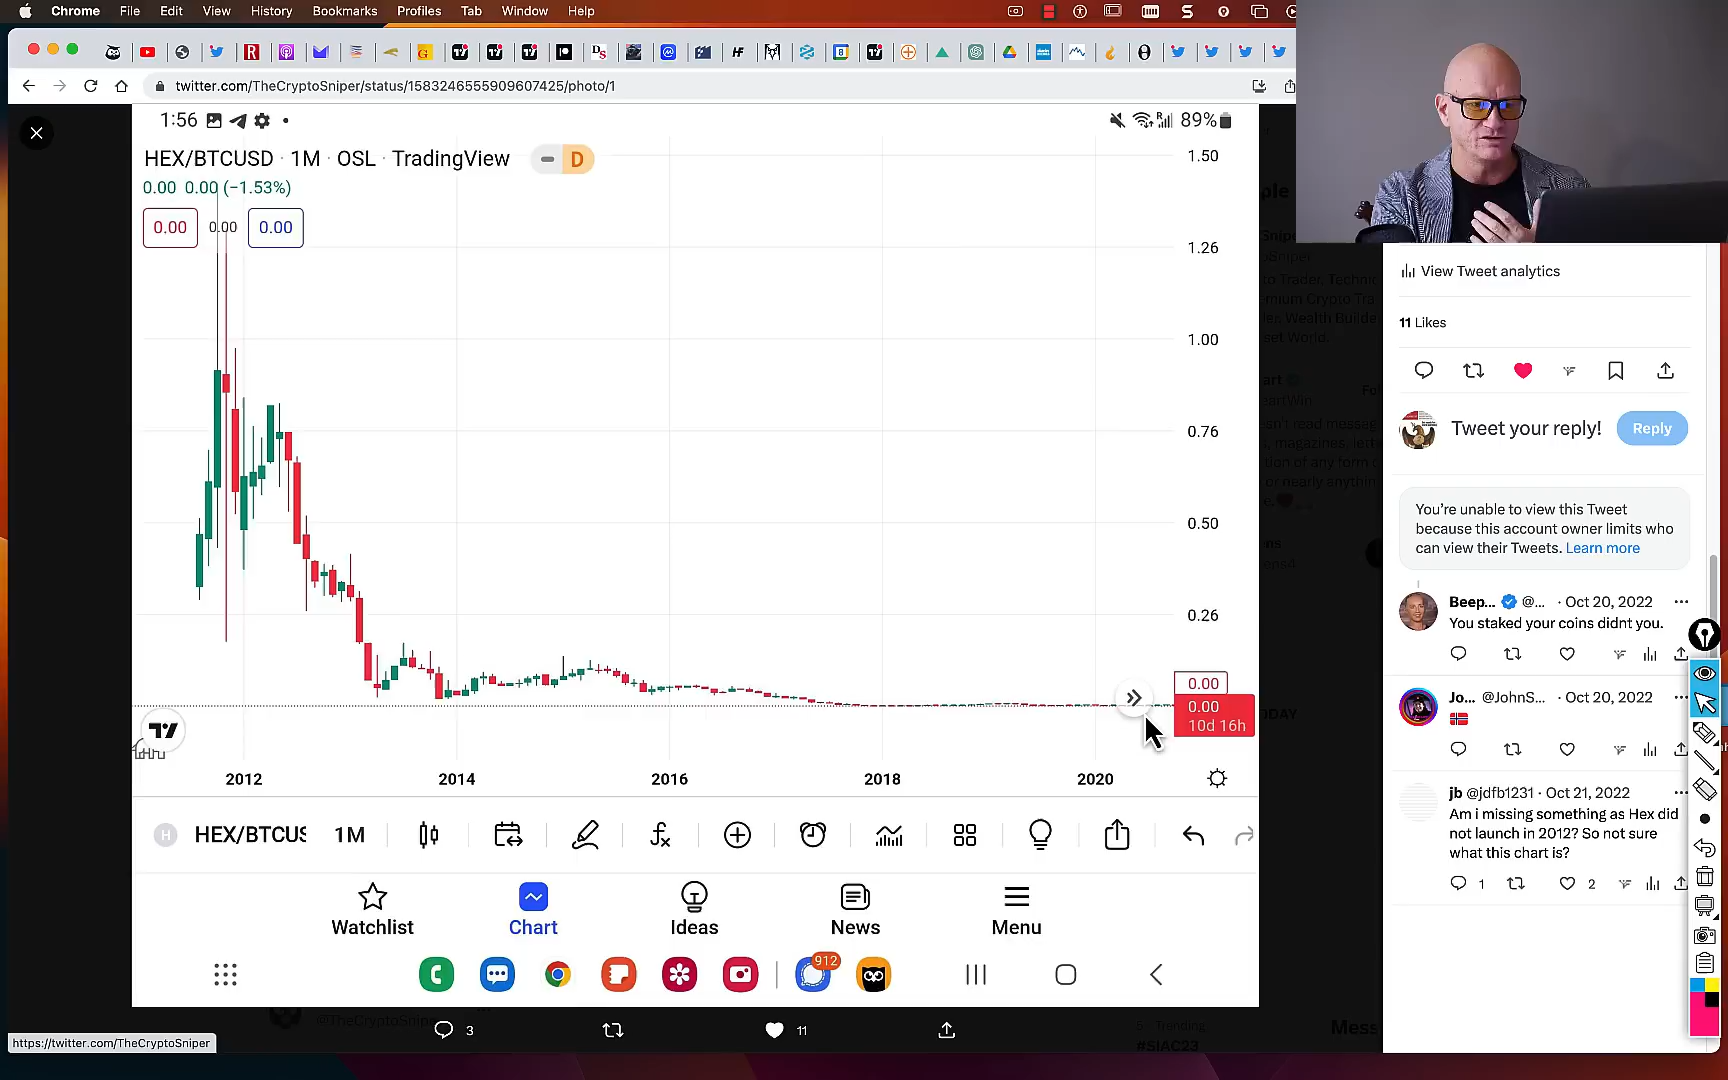 Chrome File Edit View History Bookmarks Profiles Tab Window Help
twitter.com/TheCryptoSniper/status/1583246555909607425/photo/1
1:56
89%
HEX/BTCUSD · 1M · OSL · TradingView
D
0.00 0.00 (−1.53%)
0.00 0.00 0.00
1.50
1.26
1.00
0.76
0.50
0.26
0.00
0.00
10d 16h
2012 2014 2016 2018 2020
HEX/BTCUS 1M
Watchlist Chart Ideas News Menu
912
3 11
https://twitter.com/TheCryptoSniper
View Tweet analytics
11 Likes
Tweet your reply!
Reply
You're unable to view this Tweet
because this account owner limits who
can view their Tweets. Learn more
Beep... @... · Oct 20, 2022
You staked your coins didnt you.
Jo... @JohnS... · Oct 20, 2022
jb @jdfb1231 · Oct 21, 2022
Am i missing something as Hex did
not launch in 2012? So not sure
what this chart is?
1 2
#SIAC23